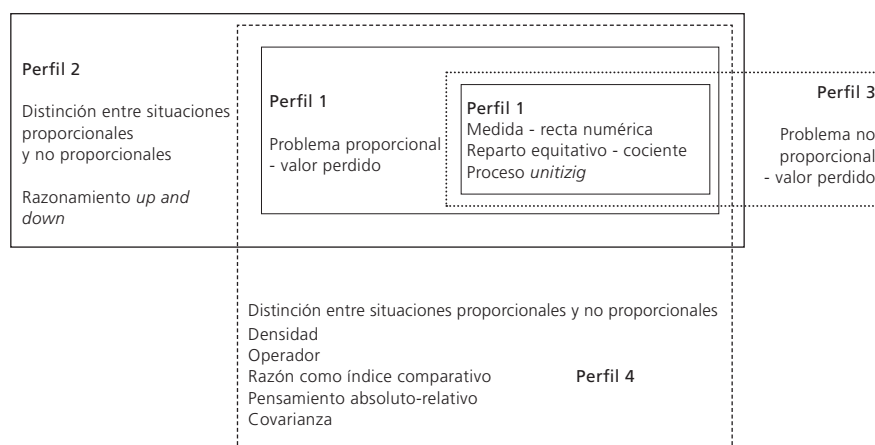 Perfil 2
Distinción entre situaciones
proporcionales
y no proporcionales
Razonamiento up and
down
Perfil 1
Problema proporcional
- valor perdido
Perfil 1
Medida - recta numérica
Reparto equitativo - cociente
Proceso unitizig
Perfil 3
Problema no
proporcional
- valor perdido
Distinción entre situaciones proporcionales y no proporcionales
Densidad
Operador
Razón como índice comparativo
Pensamiento absoluto-relativo
Covarianza
Perfil 4